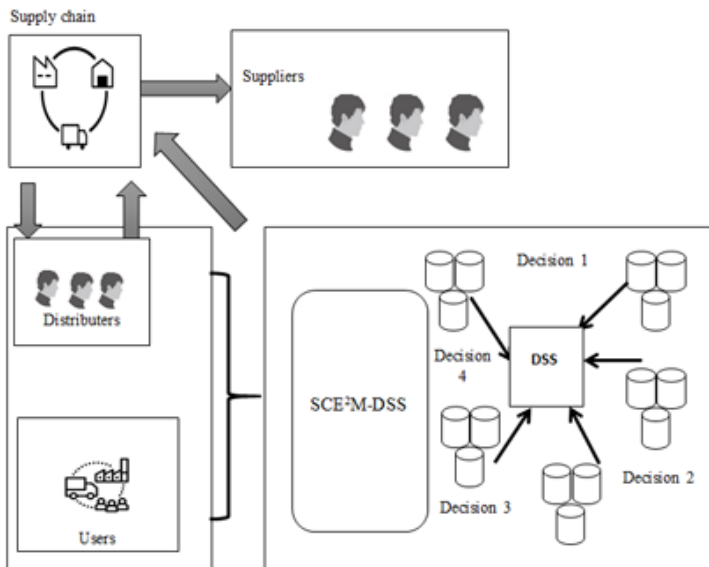 Supply chain
Suppliers
Distributers
Users
SCE²M-DSS
Decision 1
Decision
4
DSS
Decision 3
Decision 2